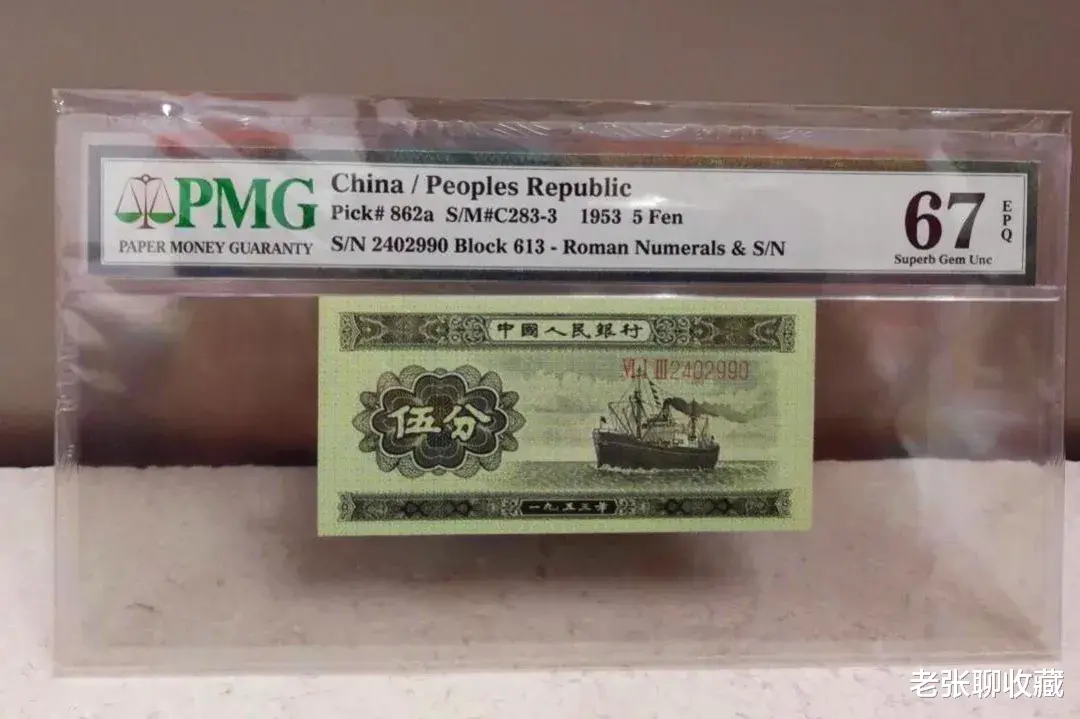 PMG
PAPER MONEY GUARANTY
China / Peoples Republic
Pick# 862a S/M#C283-3 1953 5 Fen
S/N 2402990 Block 613 - Roman Numerals & S/N
67
EPQ
Superb Gem Unc
中國人民銀行
VI I III 2402990
伍分
一九五三年
老张聊收藏